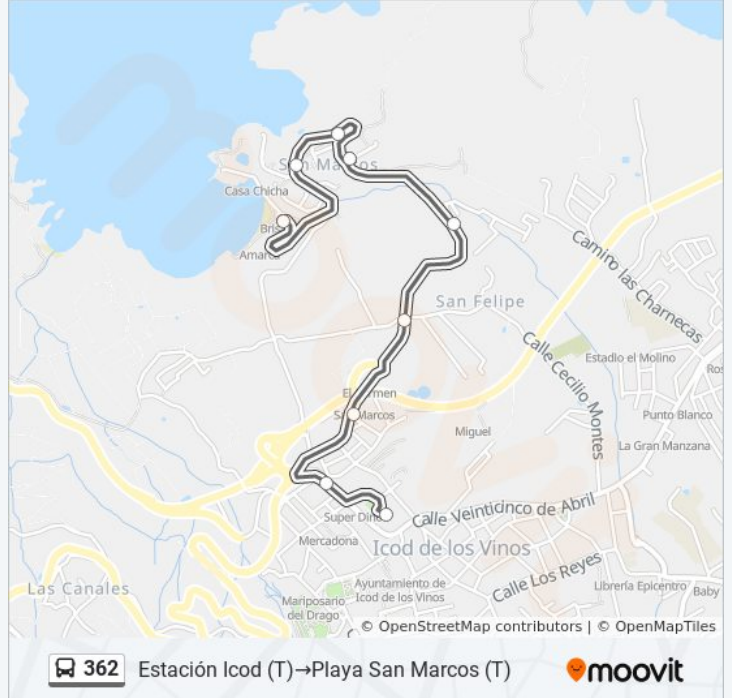 San Marcos
Casa Chicha
Amarca
Camino las Charnecas
San Felipe
Calle Cecilio Montes
Estadio el Molino
El Carmen
San Marcos
Punto Blanco
Miguel
La Gran Manzana
Super Dino
Calle Veinticinco de Abril
Mercadona
Icod de los Vinos
Calle Los Reyes
Las Canales
Ayuntamiento de
Icod de los Vinos
Librería Epicentro
Baby
Mariposario
del Drago
© OpenStreetMap contributors | © OpenMapTiles
362 Estación Icod (T)→Playa San Marcos (T) moovit